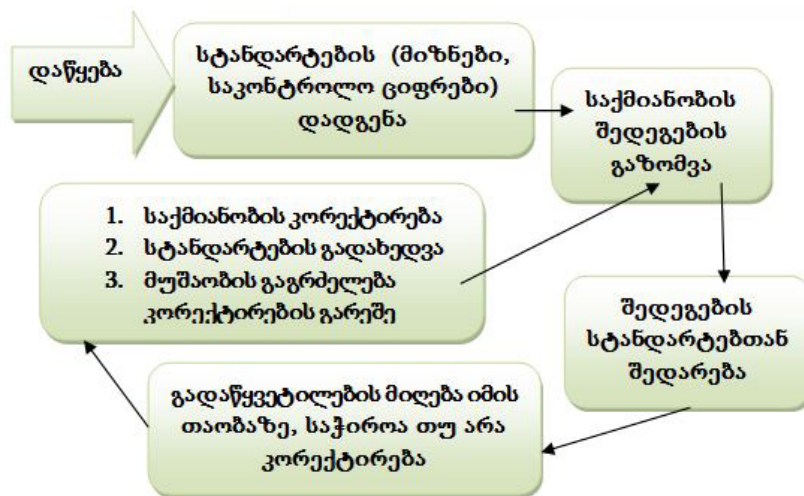 დაწყება
სტანდარტების (მიზნები,
საკონტროლო ციფრები)
დადგენა
საქმიანობის
შედეგების
გაზომვა
შედეგების
სტანდარტებთან
შედარება
გადაწყვეტილების მიღება იმის
თაობაზე, საჭიროა თუ არა
კორექტირება
1. საქმიანობის კორექტირება
2. სტანდარტების გადახედვა
3. მუშაობის გაგრძელება
კორექტირების გარეშე